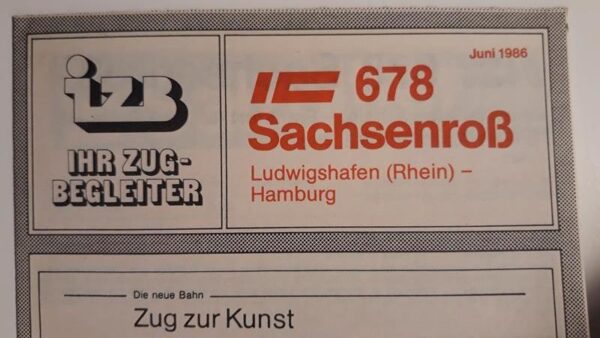 izb
IHR ZUG-
BEGLEITER
Juni 1986
IC 678
Sachsenroß
Ludwigshafen (Rhein) –
Hamburg
Die neue Bahn
Zug zur Kunst